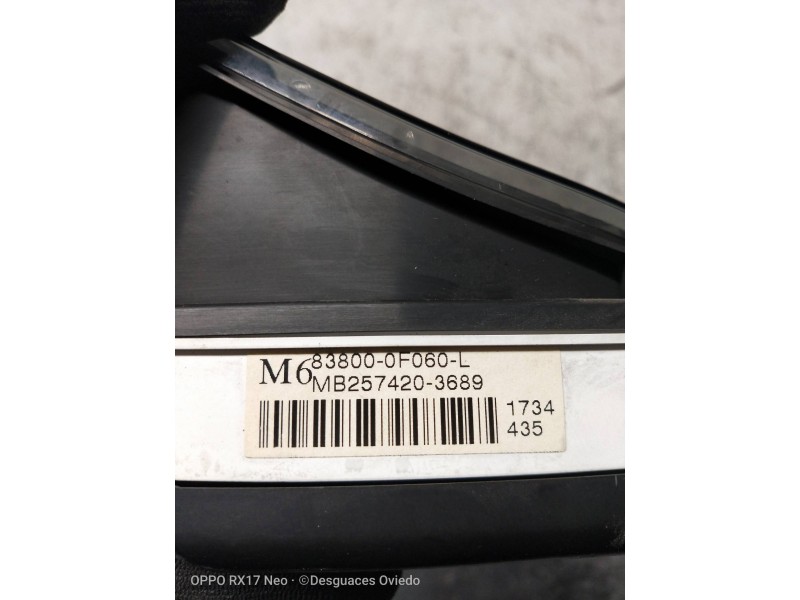 M6
83800-0F060-L
MB257420-3689
1734
435
OPPO RX17 Neo · ©Desguaces Oviedo